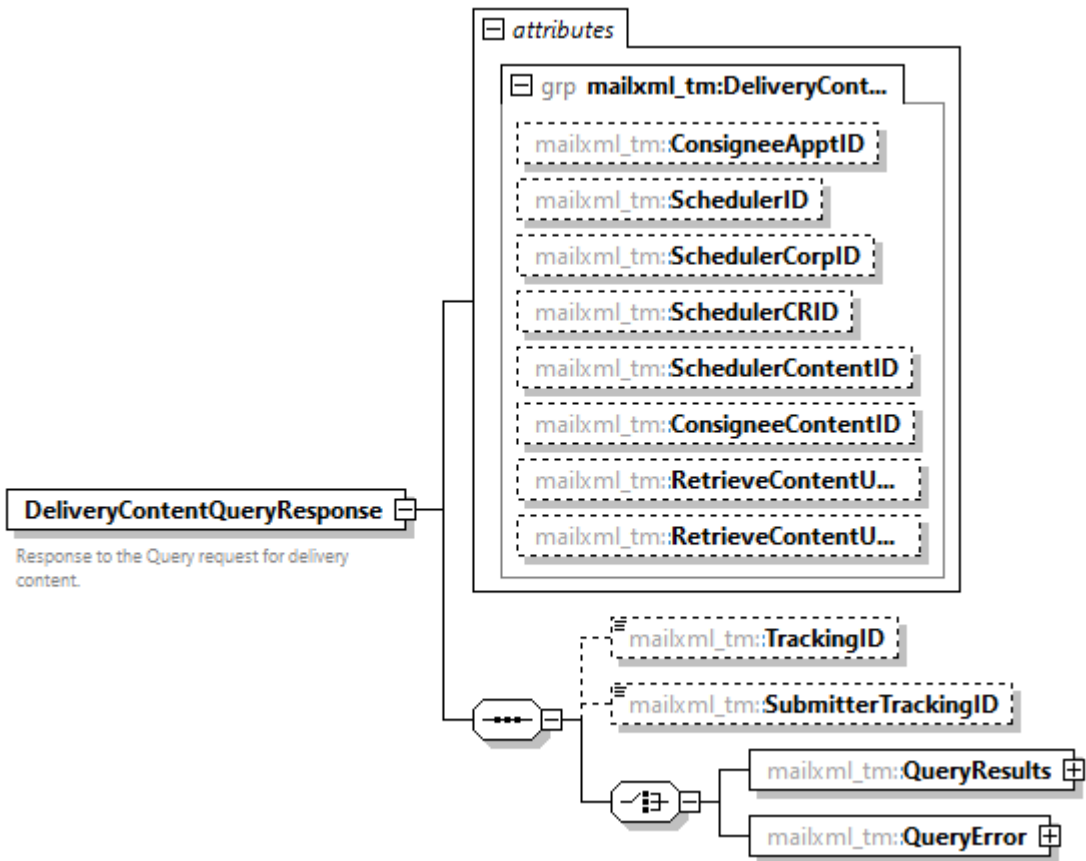 attributes
grp mailxml_tm:DeliveryCont...
mailxml_tm::ConsigneeApptID
mailxml_tm::SchedulerID
mailxml_tm::SchedulerCorpID
mailxml_tm::SchedulerCRID
mailxml_tm::SchedulerContentID
mailxml_tm::ConsigneeContentID
mailxml_tm::RetrieveContentU...
mailxml_tm::RetrieveContentU...
DeliveryContentQueryResponse
Response to the Query request for delivery
content.
mailxml_tm::TrackingID
mailxml_tm::SubmitterTrackingID
mailxml_tm::QueryResults
mailxml_tm::QueryError